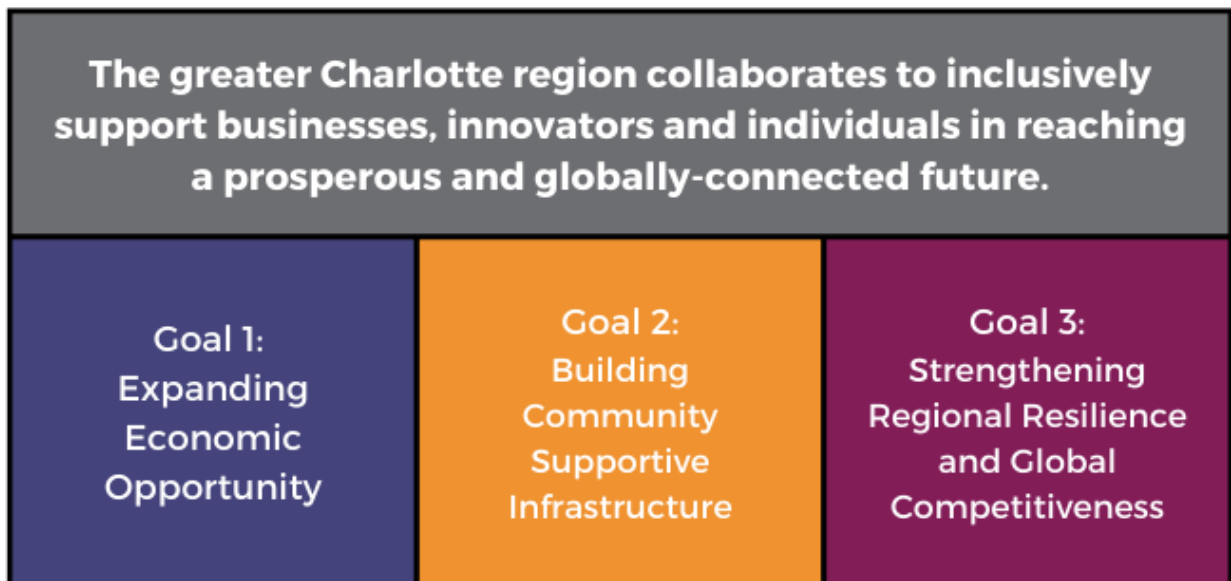 The greater Charlotte region collaborates to inclusively
support businesses, innovators and individuals in reaching
a prosperous and globally-connected future.
Goal 1:
Expanding
Economic
Opportunity
Goal 2:
Building
Community
Supportive
Infrastructure
Goal 3:
Strengthening
Regional Resilience
and Global
Competitiveness